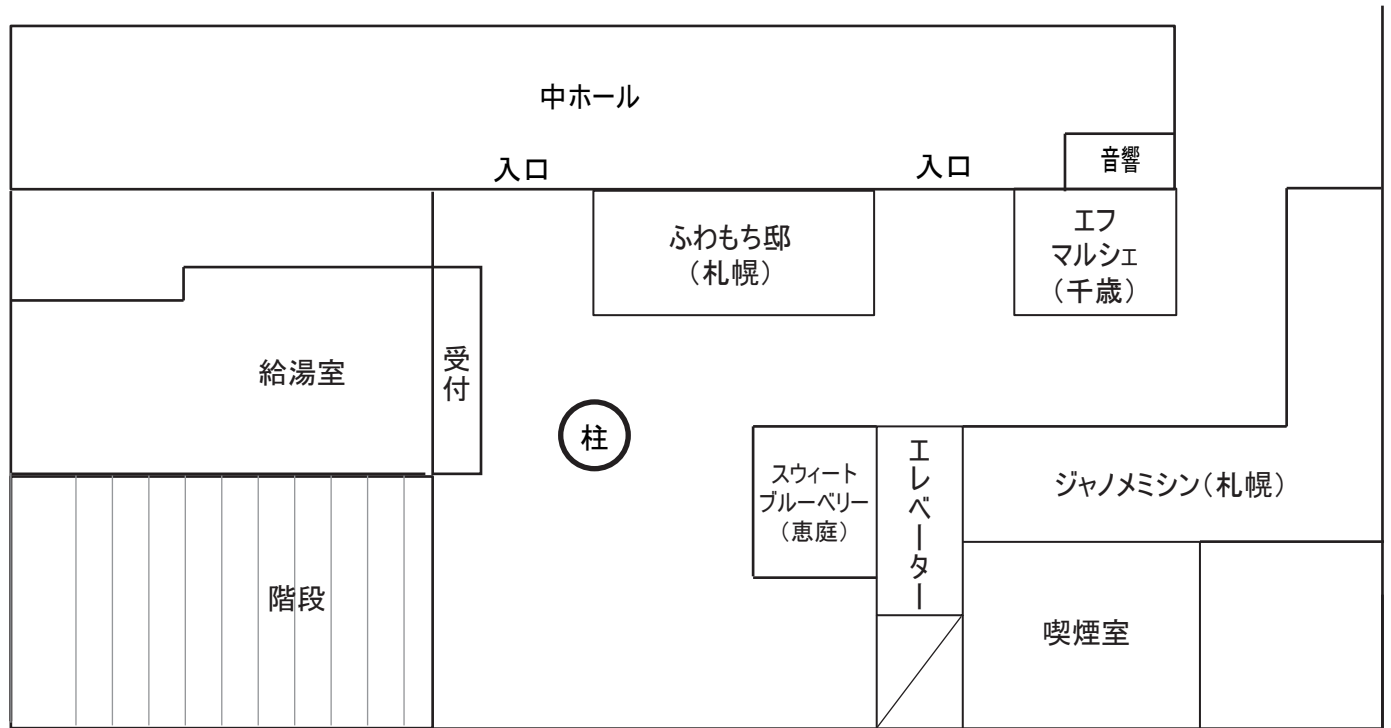 中ホール
入口
入口
音響
ふわもち邸
（札幌）
エフ
マルシェ
（千歳）
給湯室
受付
柱
スウィート
ブルーベリー
（恵庭）
エレベーター
ジャノメミシン（札幌）
階段
喫煙室